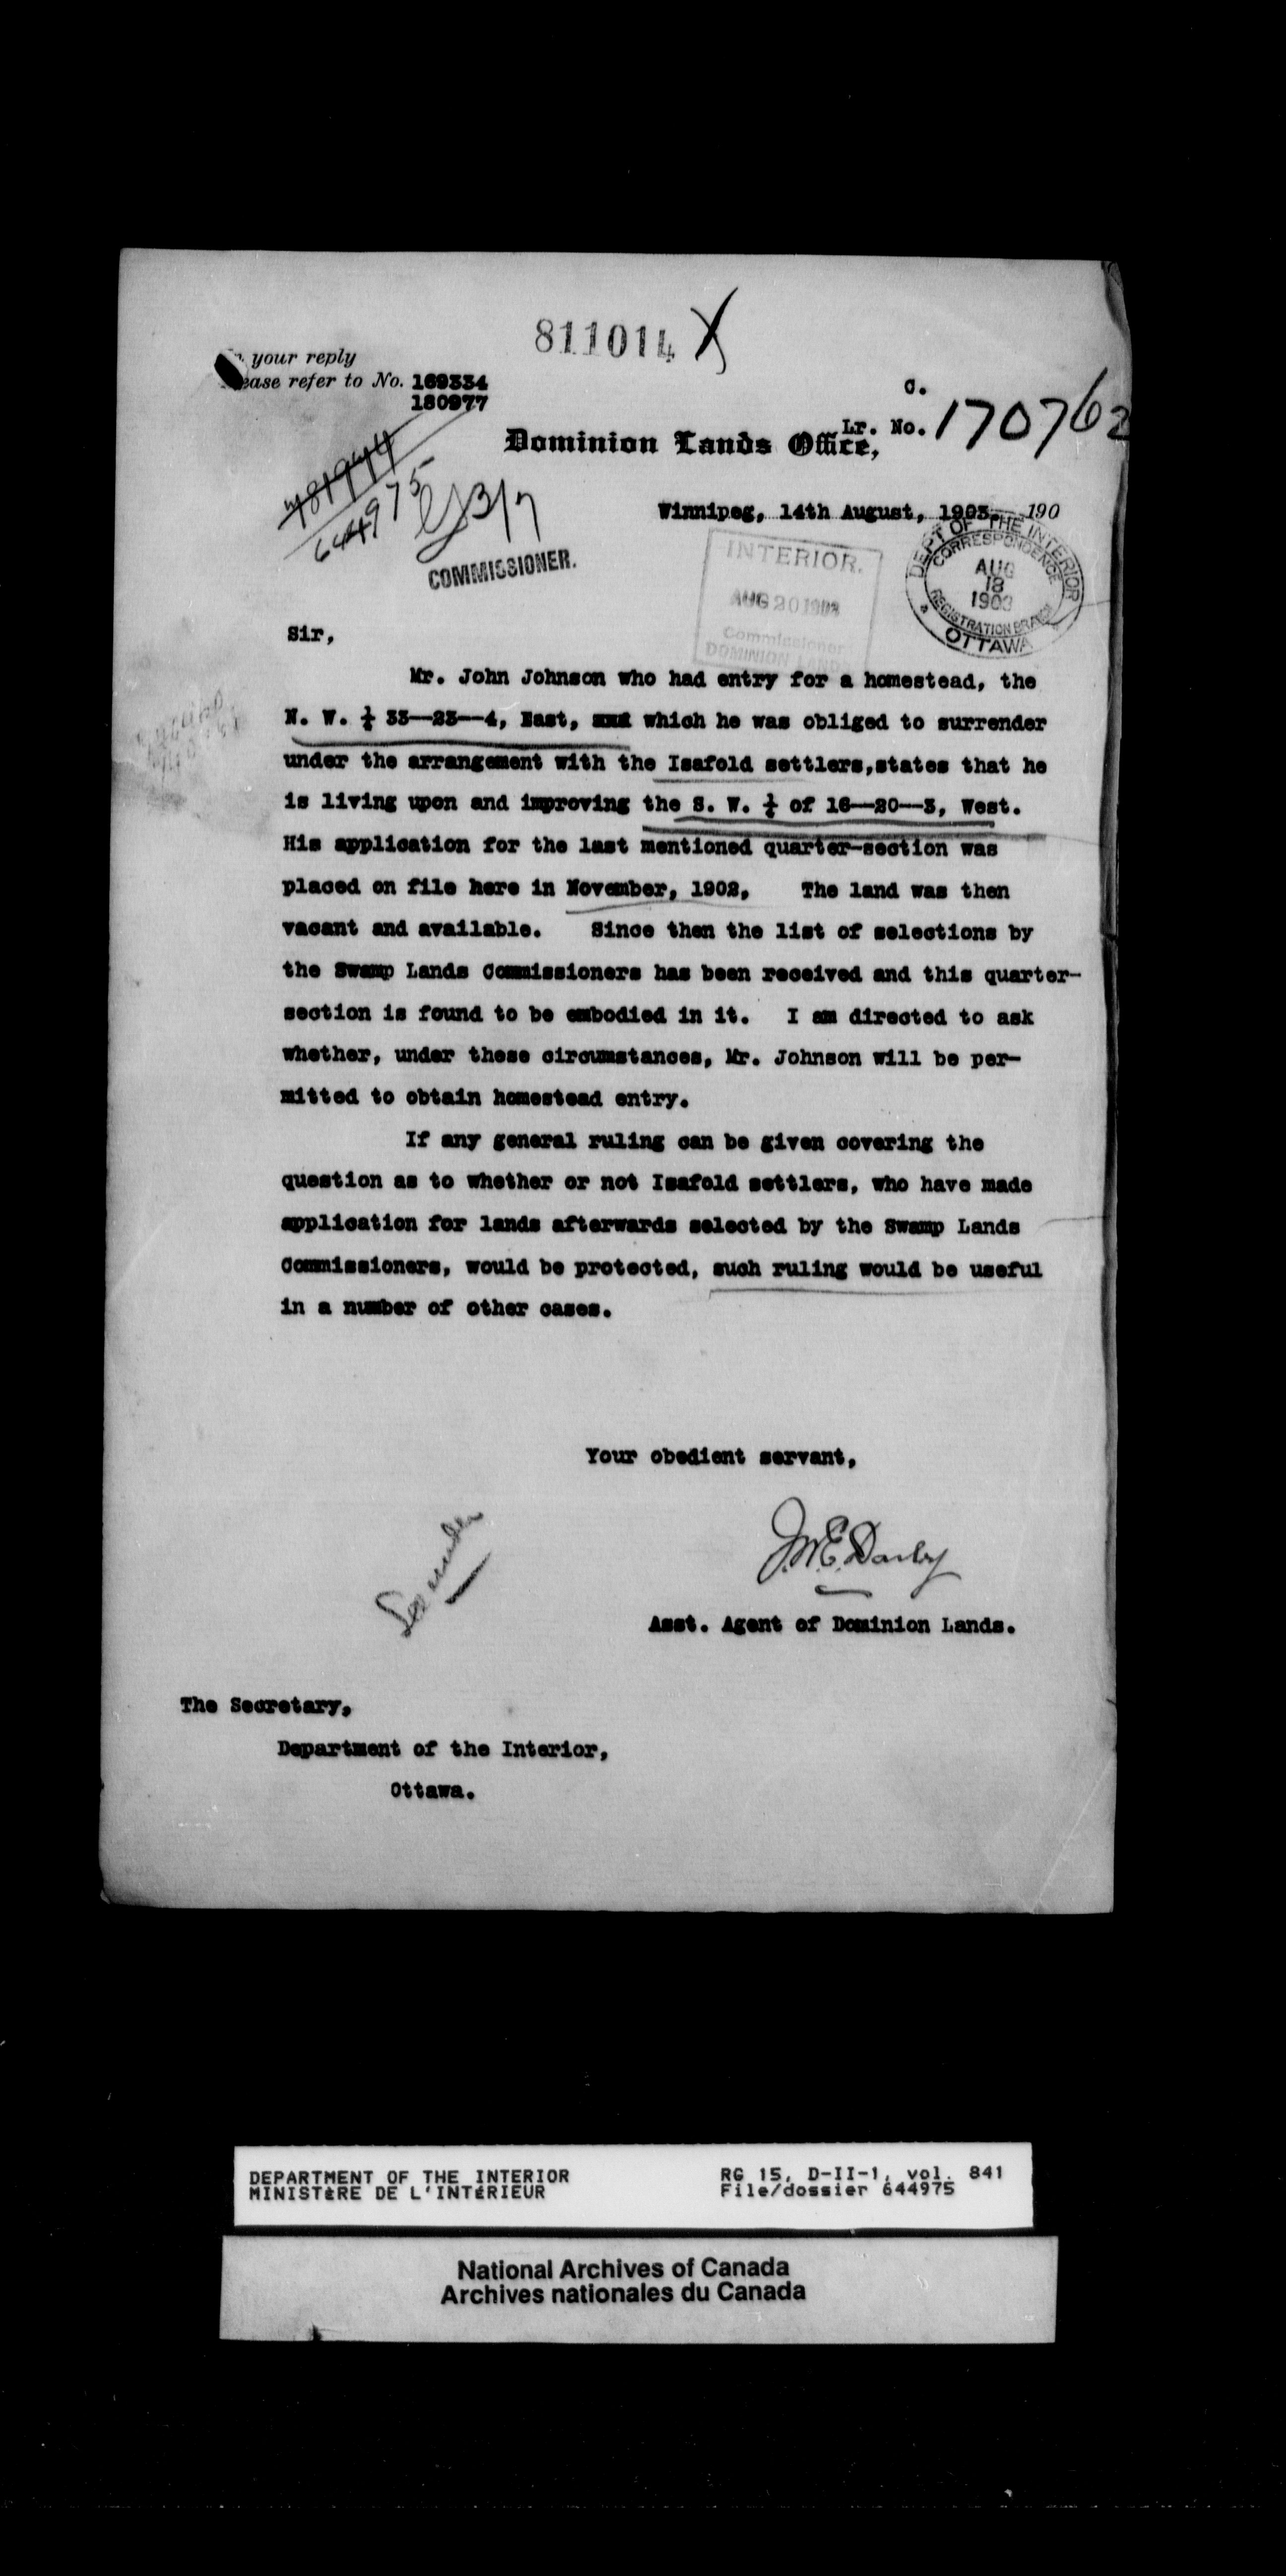 811014 X
your reply
ease refer to No. 169334
180977
C.
Lr. No. 170762
Dominion Lands Office,
781944
644975
Winnipeg, 14th August, 1903. 190
COMMISSIONER.
INTERIOR.
AUG 20 1903
Commissioner
DOMINION LANDS
DEPT OF THE INTERIOR
CORRESPONDENCE
AUG
18
1903
REGISTRATION BRANCH
OTTAWA
Sir,
Mr. John Johnson who had entry for a homestead, the
N. W. ¼ 33--23--4, East, and which he was obliged to surrender
under the arrangement with the Isafold settlers,states that he
is living upon and improving the S. W. ¼ of 16--20--3, West.
His application for the last mentioned quarter-section was
placed on file here in November, 1902, The land was then
vacant and available. Since then the list of selections by
the Swamp Lands Commissioners has been received and this quarter-
section is found to be embodied in it. I am directed to ask
whether, under these circumstances, Mr. Johnson will be per-
mitted to obtain homestead entry.
If any general ruling can be given covering the
question as to whether or not Isafold settlers, who have made
application for lands afterwards selected by the Swamp Lands
Commissioners, would be protected, such ruling would be useful
in a number of other cases.
Your obedient servant,
J.W.E. Darby
Asst. Agent of Dominion Lands.
The Secretary,
Department of the Interior,
Ottawa.
DEPARTMENT OF THE INTERIOR
MINISTèRE DE L'INTéRIEUR
RG 15, D-II-1, vol. 841
File/dossier 644975
National Archives of Canada
Archives nationales du Canada